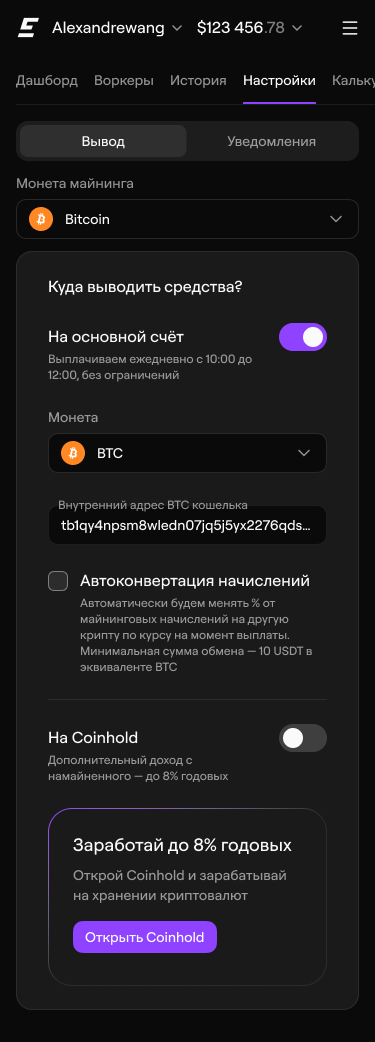 Alexandrewang $123 456.78
Дашборд Воркеры История Настройки Кальку
Вывод Уведомления
Монета майнинга
Bitcoin
Куда выводить средства?
На основной счёт
Выплачиваем ежедневно с 10:00 до
12:00, без ограничений
Монета
BTC
Внутренний адрес BTC кошелька
tb1qy4npsm8wledn07jq5j5yx2276qds...
Автоконвертация начислений
Автоматически будем менять % от
майнинговых начислений на другую
крипту по курсу на момент выплаты.
Минимальная сумма обмена — 10 USDT в
эквиваленте BTC
На Coinhold
Дополнительный доход с
намайненного — до 8% годовых
Заработай до 8% годовых
Открой Coinhold и зарабатывай
на хранении криптовалют
Открыть Coinhold